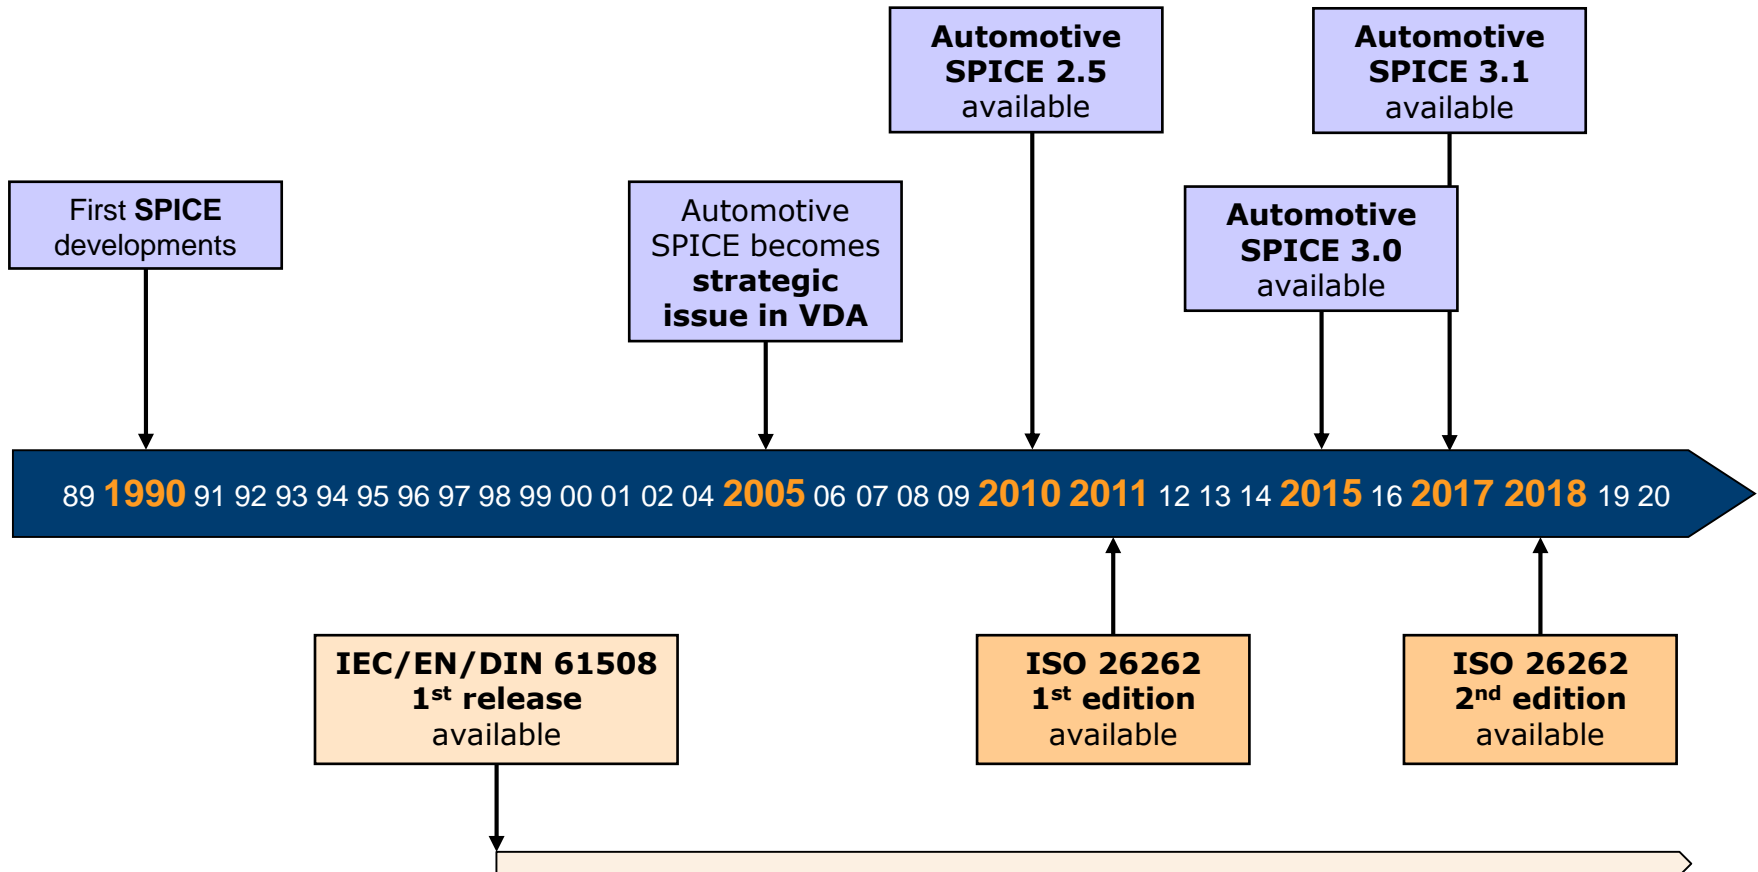 Automotive
SPICE 2.5
available
Automotive
SPICE 3.1
available
First SPICE
developments
Automotive
SPICE becomes
strategic
issue in VDA
Automotive
SPICE 3.0
available
89 1990 91 92 93 94 95 96 97 98 99 00 01 02 04 2005 06 07 08 09 2010 2011 12 13 14 2015 16 2017 2018 19 20
IEC/EN/DIN 61508
1st release
available
ISO 26262
1st edition
available
ISO 26262
2nd edition
available